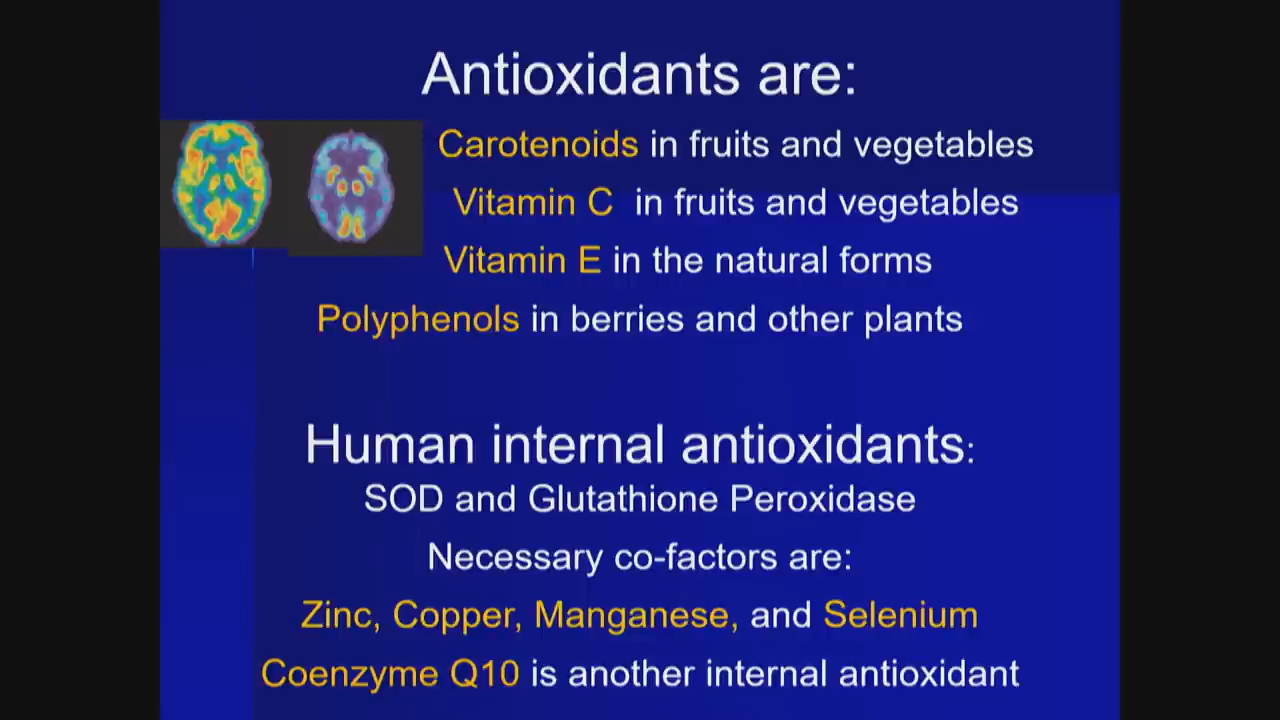 Antioxidants are:
Carotenoids in fruits and vegetables
Vitamin C in fruits and vegetables
Vitamin E in the natural forms
Polyphenols in berries and other plants
Human internal antioxidants:
SOD and Glutathione Peroxidase
Necessary co-factors are:
Zinc, Copper, Manganese, and Selenium
Coenzyme Q10 is another internal antioxidant